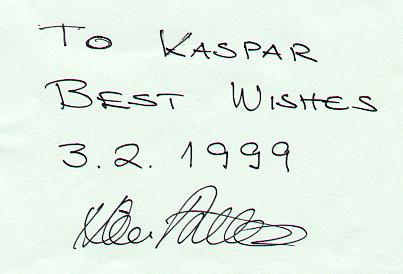 To KASPAR
BEST WISHES
3.2. 1999